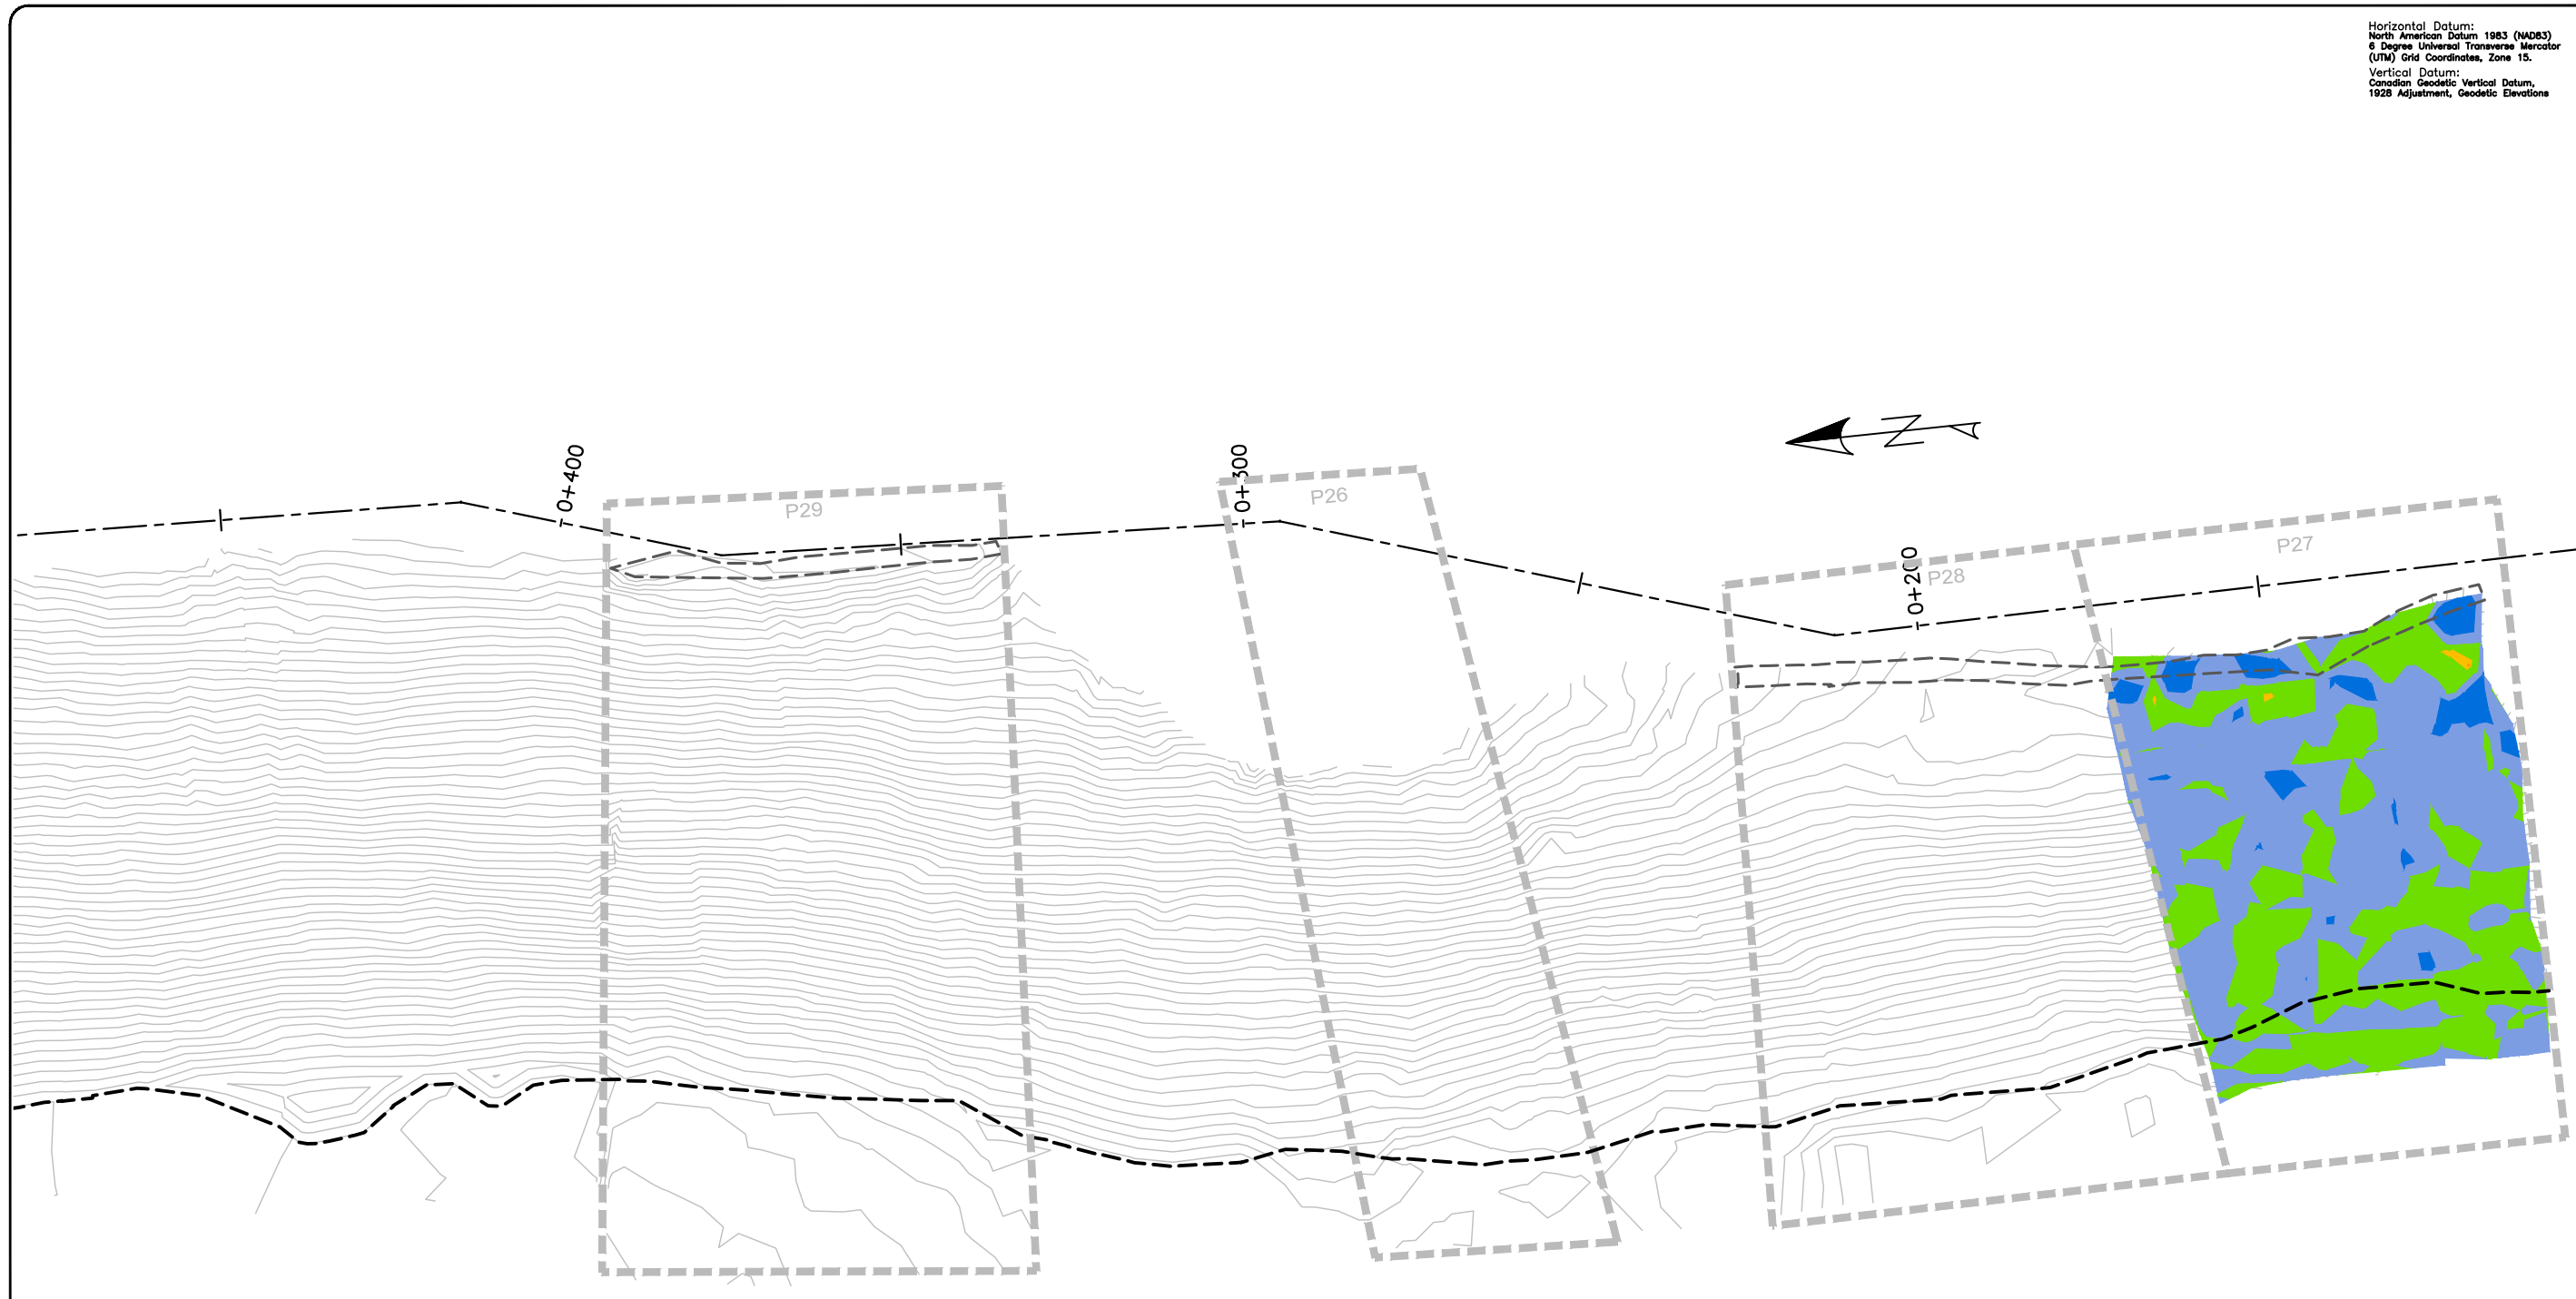 Horizontal Datum:
North American Datum 1983 (NAD83)
6 Degree Universal Transverse Mercator
(UTM) Grid Coordinates, Zone 15.
Vertical Datum:
Canadian Geodetic Vertical Datum,
1928 Adjustment, Geodetic Elevations
0+400
P29
0+300
P26
N
0+200
P28
P27